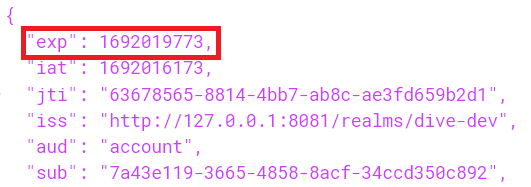 {
"exp": 1692019773,
"iat": 1692016173,
"jti": "63678565-8814-4bb7-ab8c-ae3fd659b2d1",
"iss": "http://127.0.0.1:8081/realms/dive-dev",
"aud": "account",
"sub": "7a43e119-3665-4858-8acf-34ccd350c892",